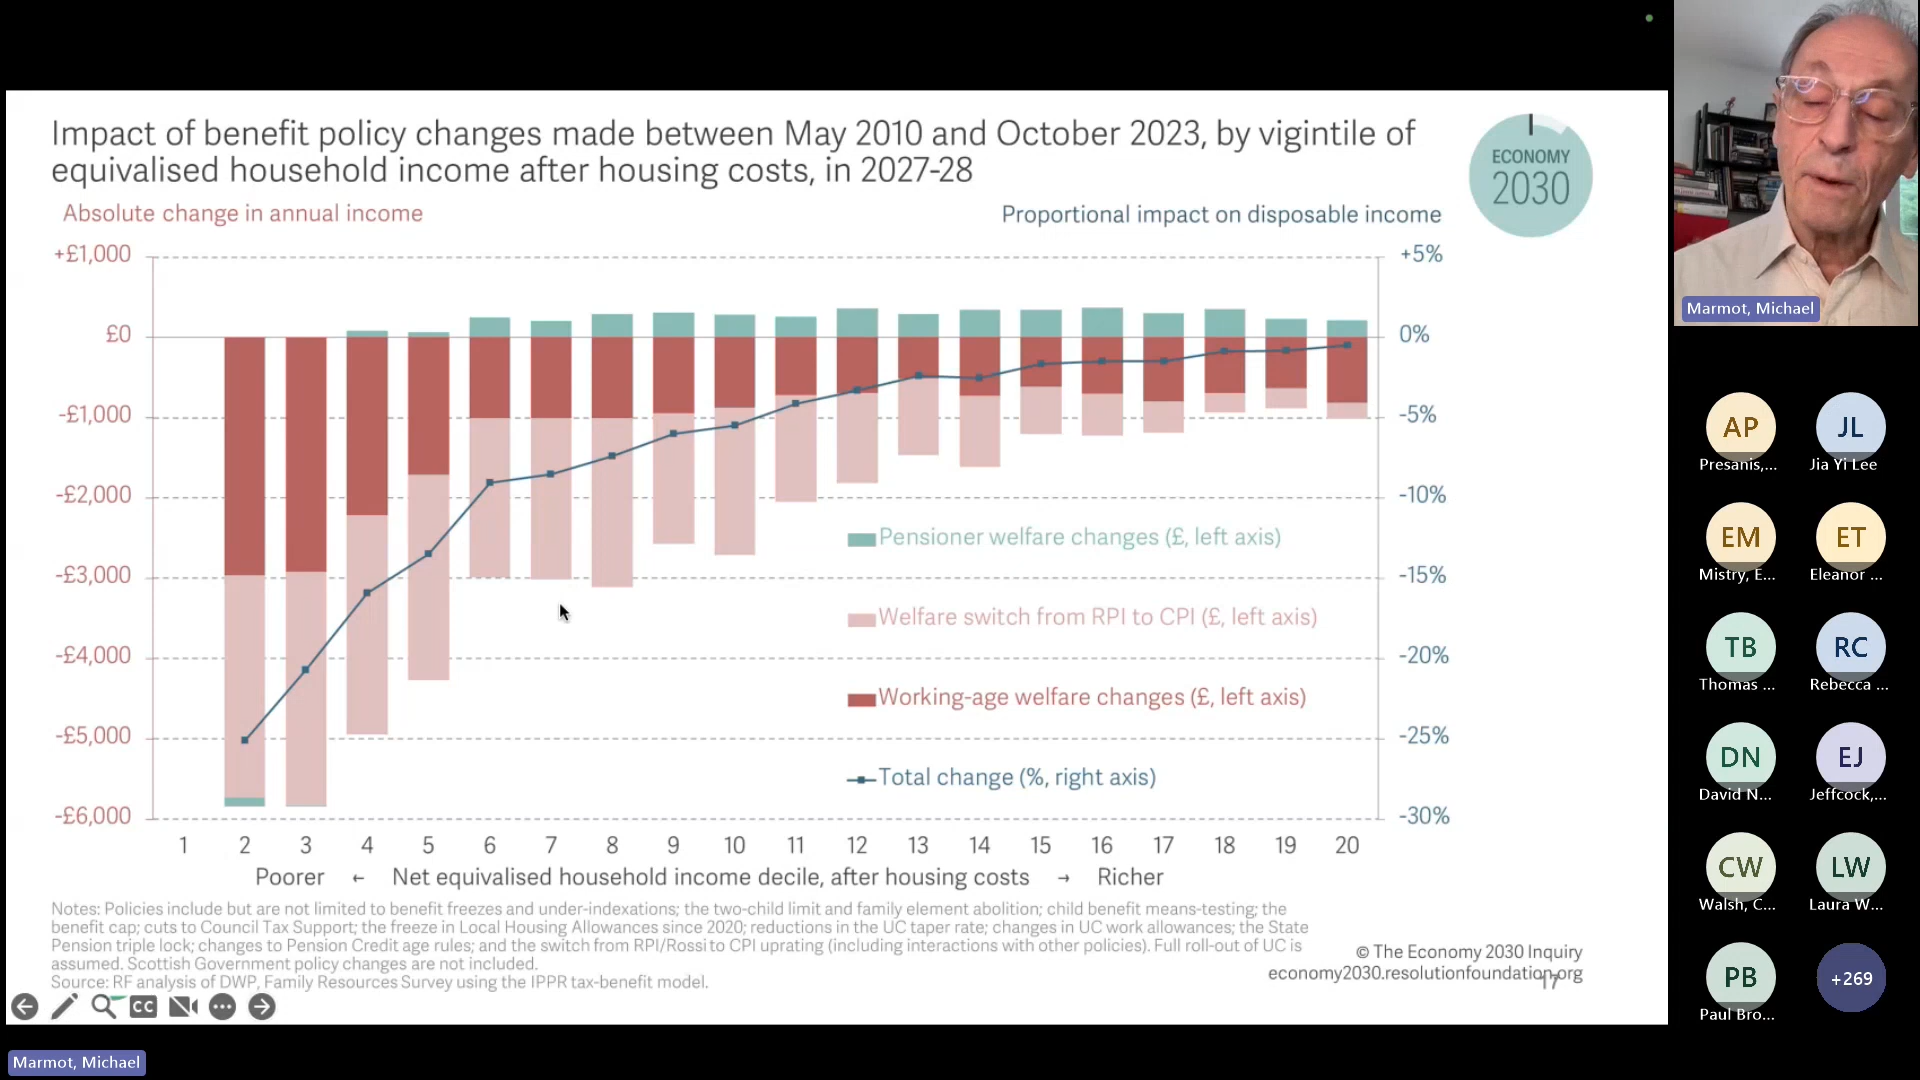 Impact of benefit policy changes made between May 2010 and October 2023, by vigintile of
equivalised household income after housing costs, in 2027-28
ECONOMY
2030
Absolute change in annual income
Proportional impact on disposable income
+£1,000
£0
-£1,000
-£2,000
-£3,000
-£4,000
-£5,000
-£6,000
+5%
0%
-5%
-10%
-15%
-20%
-25%
-30%
Pensioner welfare changes (£, left axis)
Welfare switch from RPI to CPI (£, left axis)
Working-age welfare changes (£, left axis)
Total change (%, right axis)
1 2 3 4 5 6 7 8 9 10 11 12 13 14 15 16 17 18 19 20
Poorer ← Net equivalised household income decile, after housing costs → Richer
Notes: Policies include but are not limited to benefit freezes and under-indexations; the two-child limit and family element abolition; child benefit means-testing; the
benefit cap; cuts to Council Tax Support; the freeze in Local Housing Allowances since 2020; reductions in the UC taper rate; changes in UC work allowances; the State
Pension triple lock; changes to Pension Credit age rules; and the switch from RPI/Rossi to CPI uprating (including interactions with other policies). Full roll-out of UC is
assumed. Scottish Government policy changes are not included.
Source: RF analysis of DWP, Family Resources Survey using the IPPR tax-benefit model.
© The Economy 2030 Inquiry
economy2030.resolutionfoundation.org
17
CC
Marmot, Michael
Marmot, Michael
AP
Presanis,...
JL
Jia Yi Lee
EM
Mistry, E...
ET
Eleanor ...
TB
Thomas ...
RC
Rebecca ...
DN
David N...
EJ
Jeffcock,...
CW
Walsh, C...
LW
Laura W...
PB
Paul Bro...
+269